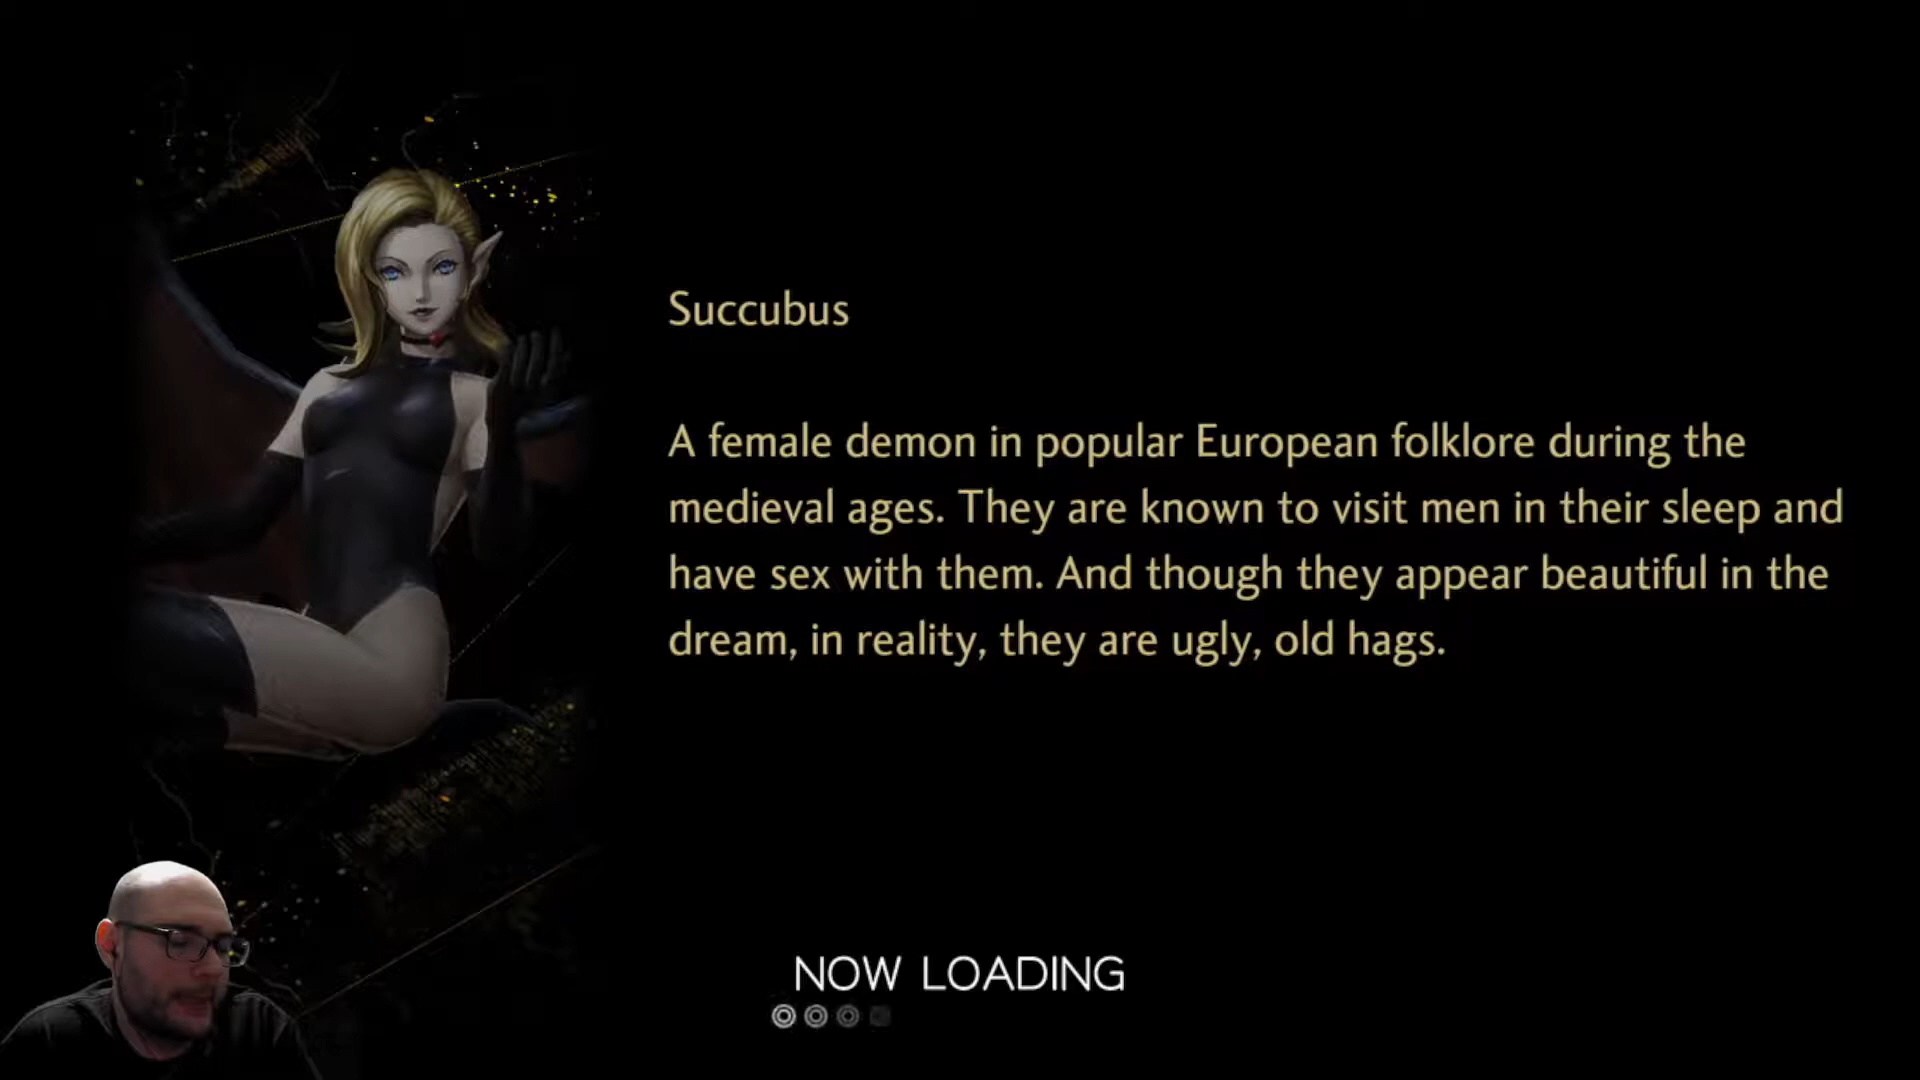 Succubus
A female demon in popular European folklore during the
medieval ages. They are known to visit men in their sleep and
have sex with them. And though they appear beautiful in the
dream, in reality, they are ugly, old hags.
NOW LOADING